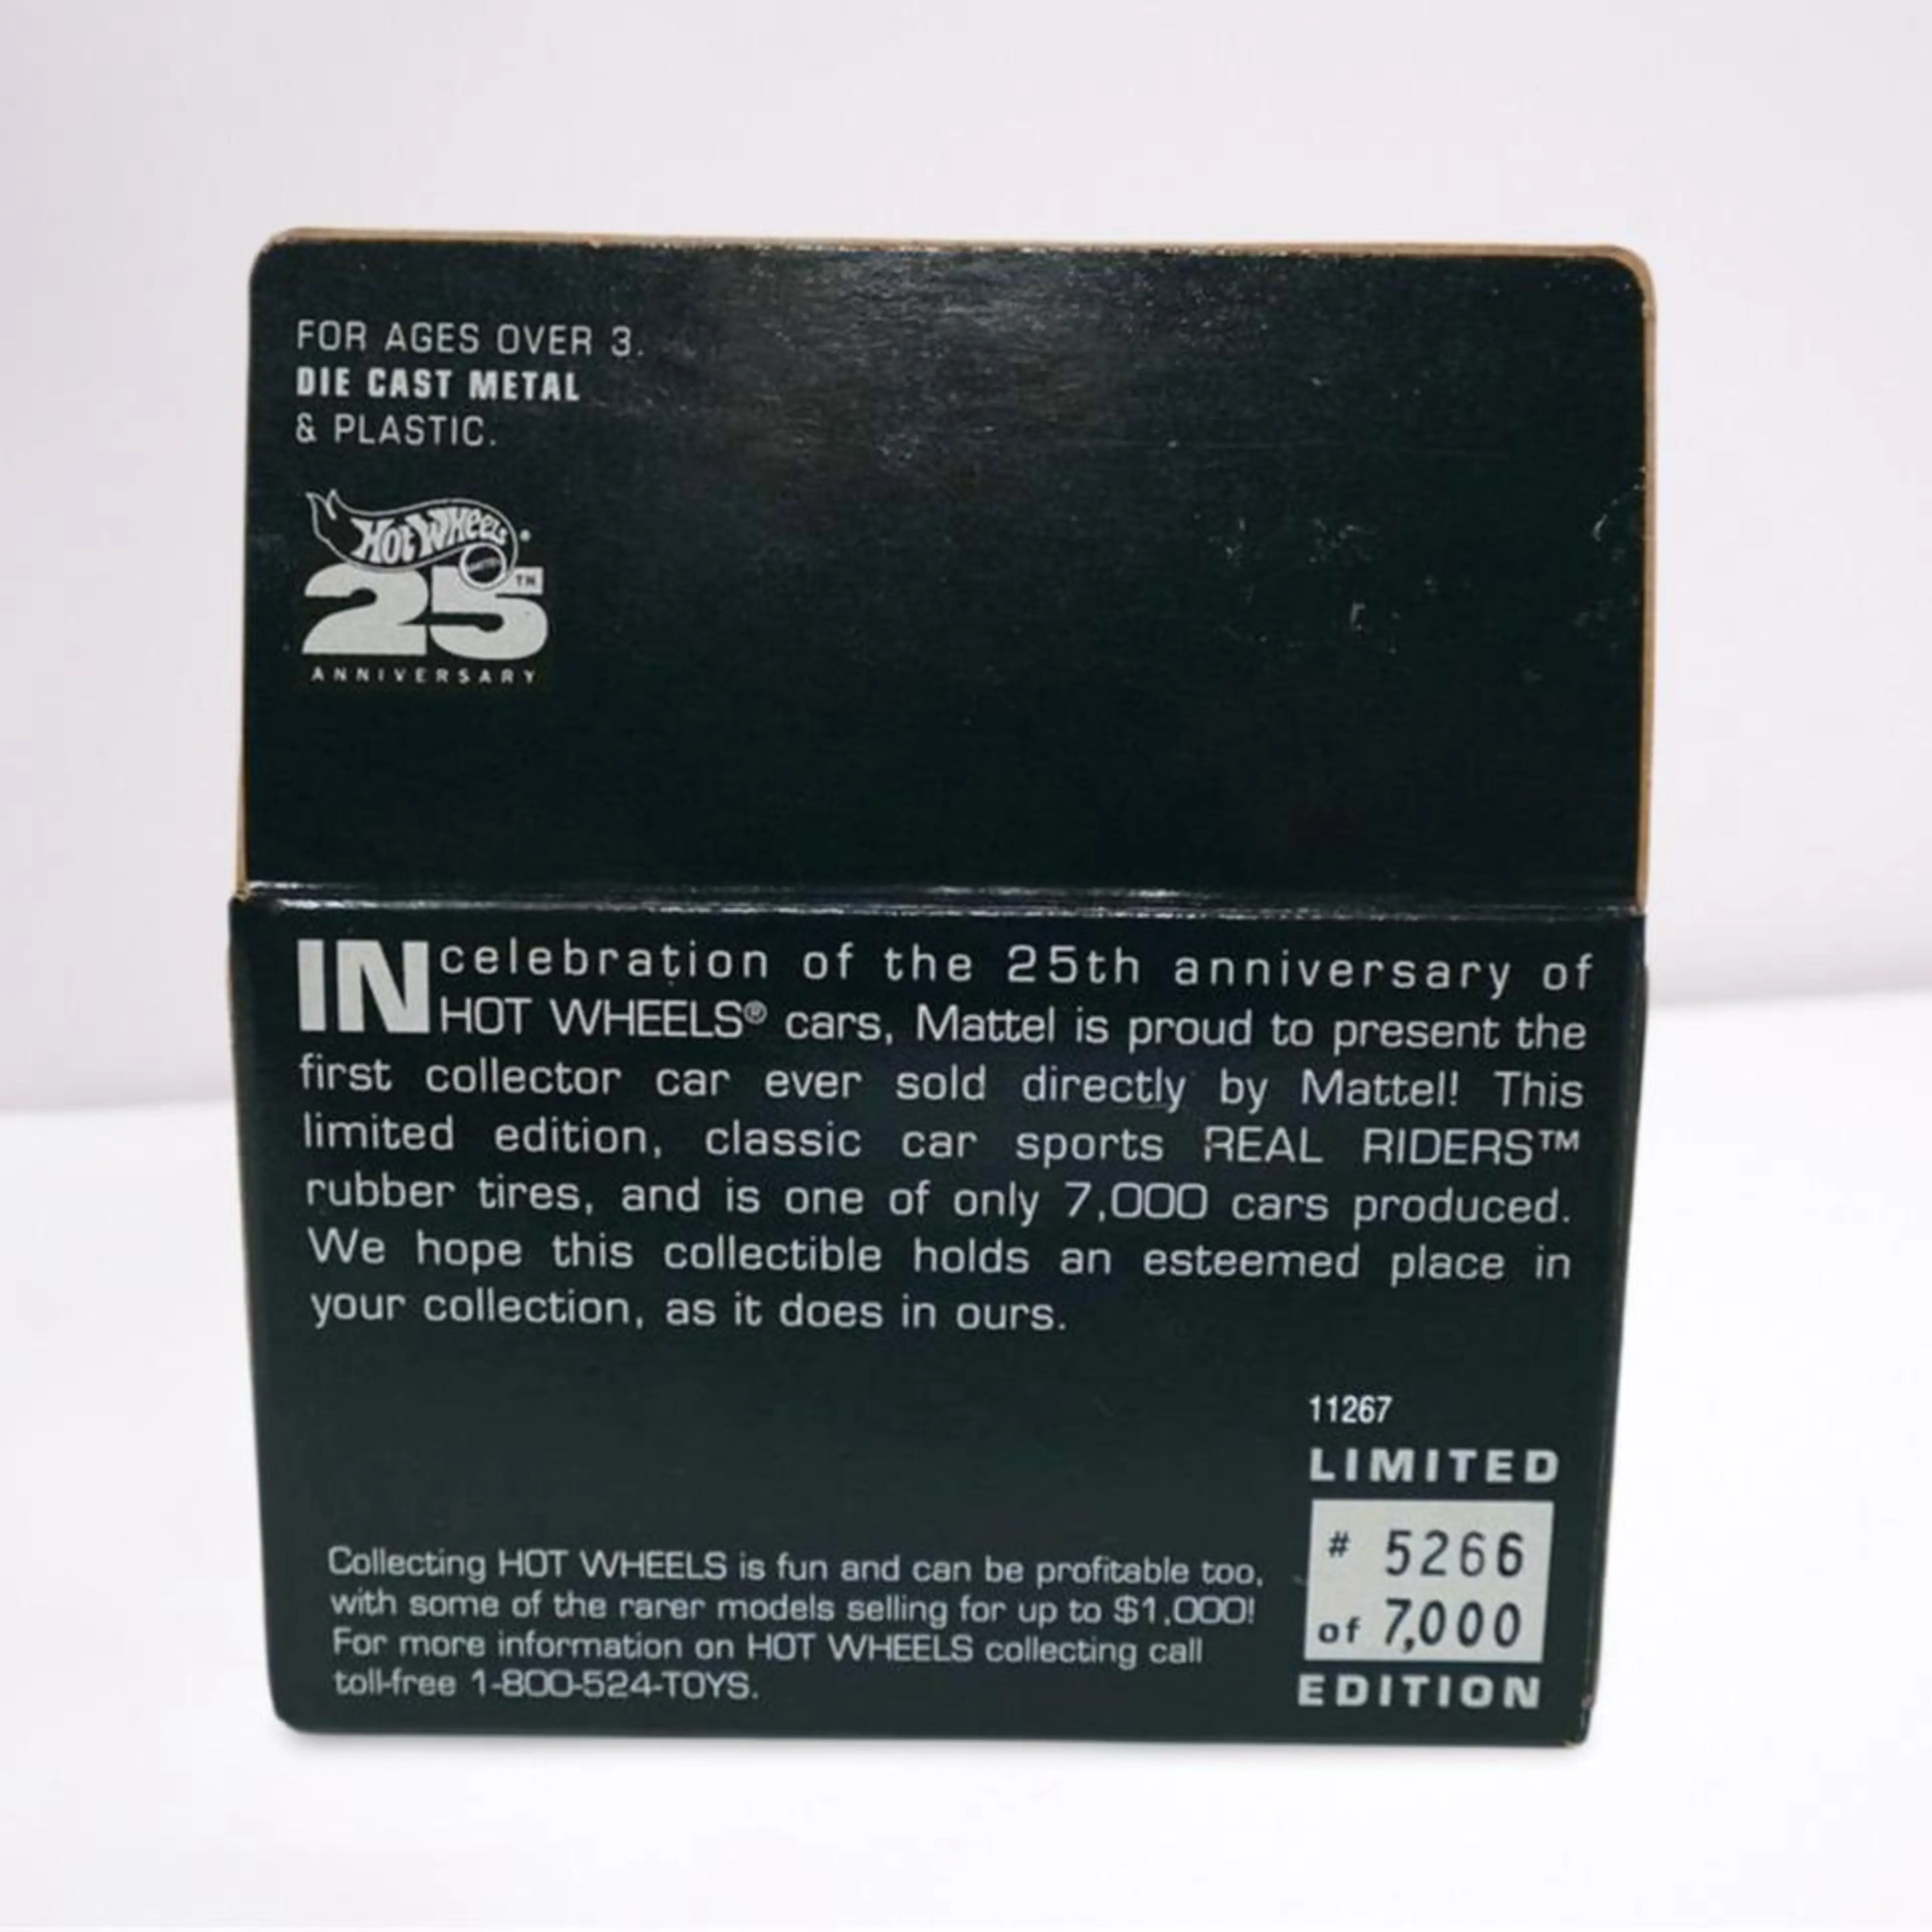 FOR AGES OVER 3.
DIE CAST METAL
& PLASTIC.
Hot Wheels®
25TH
ANNIVERSARY
IN celebration of the 25th anniversary of
HOT WHEELS® cars, Mattel is proud to present the
first collector car ever sold directly by Mattel! This
limited edition, classic car sports REAL RIDERS™
rubber tires, and is one of only 7,000 cars produced.
We hope this collectible holds an esteemed place in
your collection, as it does in ours.
11267
LIMITED
# 5266
of 7,000
EDITION
Collecting HOT WHEELS is fun and can be profitable too,
with some of the rarer models selling for up to $1,000!
For more information on HOT WHEELS collecting call
toll-free 1-800-524-TOYS.